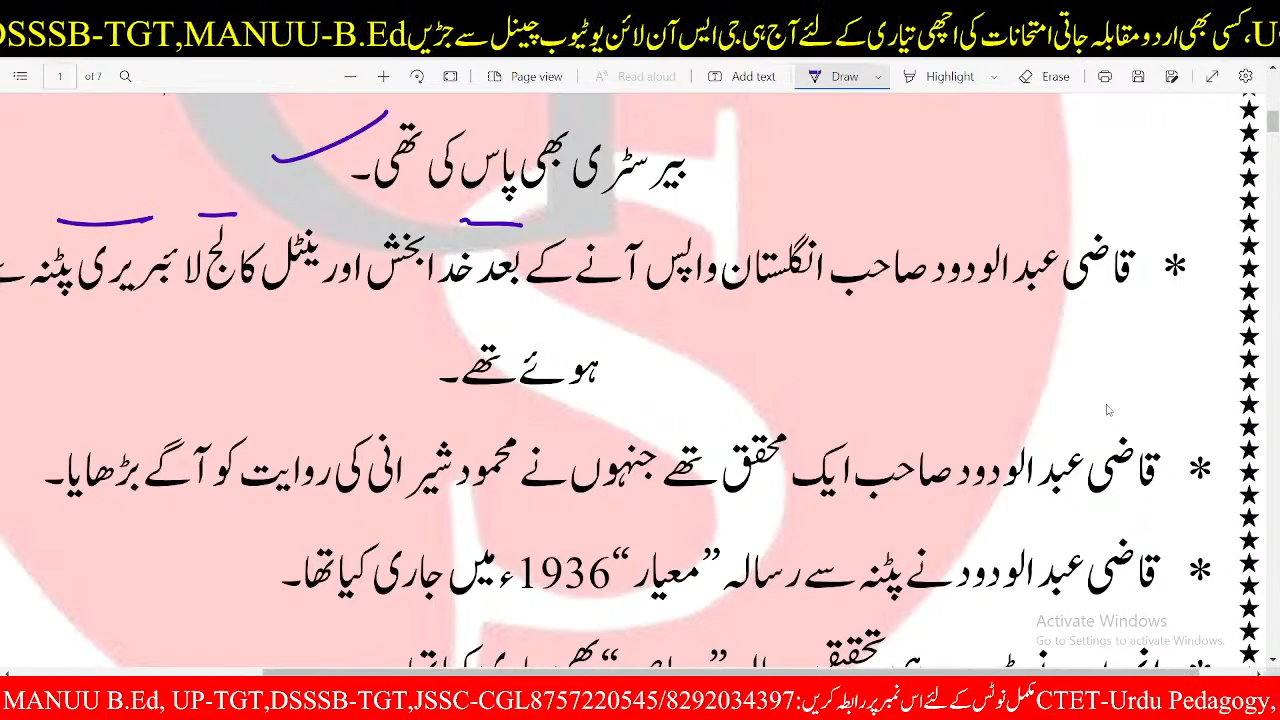 ،کسی بھی اردو مقابلہ جاتی امتحانات کی اچھی تیاری کے لئے آج ہی جی ایس آن لائن یوٹیوب چینل سے جڑیں DSSSB-TGT,MANUU-B.Ed
1 of 7 Page view Read aloud Add text Draw Highlight Erase
بیرسٹری بھی پاس کی تھی۔
* قاضی عبدالودود صاحب انگلستان واپس آنے کے بعد خدا بخش اورینٹل کالج لائبریری پٹنہ
ہوئے تھے۔
* قاضی عبدالودود صاحب ایک محقق تھے جنہوں نے محمود شیرانی کی روایت کو آگے بڑھایا۔
* قاضی عبدالودود نے پٹنہ سے رسالہ ”معیار“ 1936ء میں جاری کیا تھا۔
Activate Windows
Go to Settings to activate Windows.
CTET-Urdu Pedagogy, مکمل نوٹس کے لئے اس نمبر پر رابطہ کریں:8757220545/8292034397 MANUU B.Ed, UP-TGT,DSSSB-TGT,JSSC-CGL